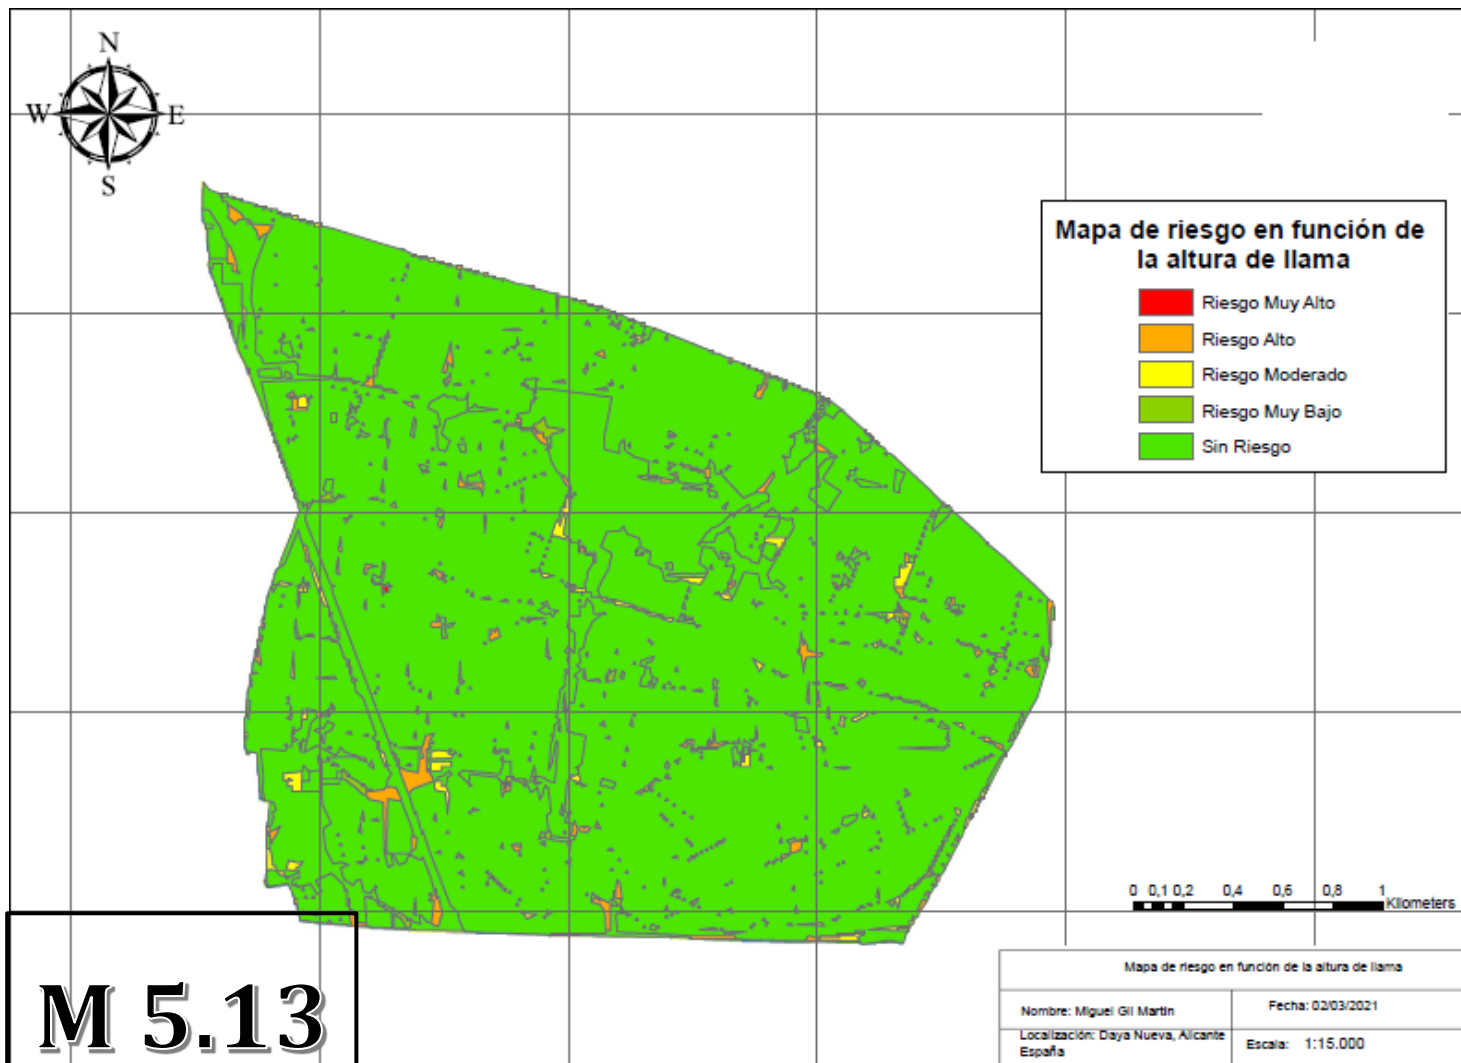 N
W E
S
Mapa de riesgo en función de
la altura de llama
Riesgo Muy Alto
Riesgo Alto
Riesgo Moderado
Riesgo Muy Bajo
Sin Riesgo
0 0,1 0,2 0,4 0,6 0,8 1
Kilometers
M 5.13
Mapa de riesgo en función de la altura de llama
Nombre: Miguel Gil Martin
Fecha: 02/03/2021
Localización: Daya Nueva, Alicante
España
Escala: 1:15.000